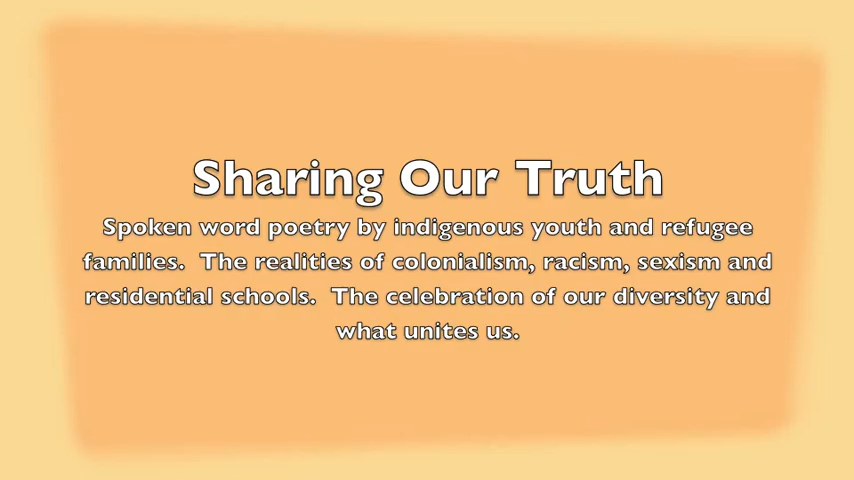 Sharing Our Truth
Spoken word poetry by indigenous youth and refugee
families.  The realities of colonialism, racism, sexism and
residential schools.  The celebration of our diversity and
what unites us.